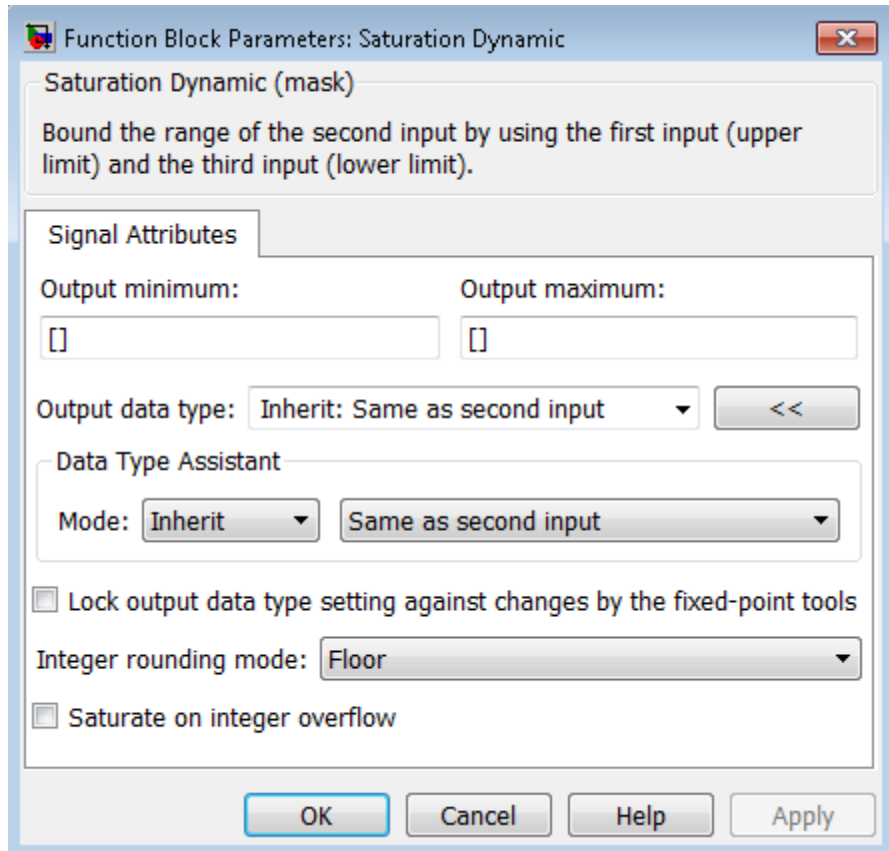 Function Block Parameters: Saturation Dynamic
Saturation Dynamic (mask)
Bound the range of the second input by using the first input (upper
limit) and the third input (lower limit).
Signal Attributes
Output minimum: Output maximum:
[] []
Output data type: Inherit: Same as second input <<
Data Type Assistant
Mode: Inherit Same as second input
Lock output data type setting against changes by the fixed-point tools
Integer rounding mode: Floor
Saturate on integer overflow
OK Cancel Help Apply